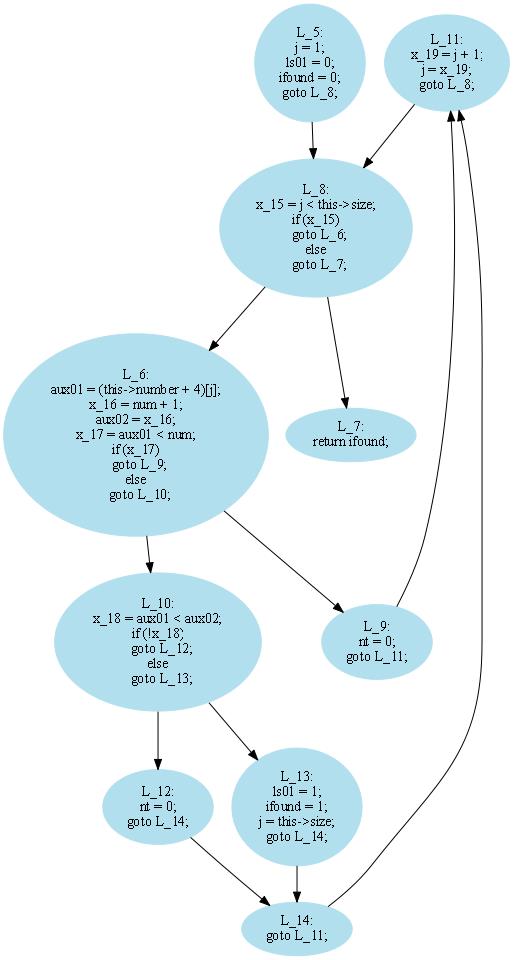 L_5:
j = 1;
ls01 = 0;
ifound = 0;
goto L_8;
L_11:
x_19 = j + 1;
j = x_19;
goto L_8;
L_8:
x_15 = j < this->size;
if (x_15)
goto L_6;
else
goto L_7;
L_6:
aux01 = (this->number + 4)[j];
x_16 = num + 1;
aux02 = x_16;
x_17 = aux01 < num;
if (x_17)
goto L_9;
else
goto L_10;
L_7:
return ifound;
L_10:
x_18 = aux01 < aux02;
if (!x_18)
goto L_12;
else
goto L_13;
L_9:
nt = 0;
goto L_11;
L_12:
nt = 0;
goto L_14;
L_13:
ls01 = 1;
ifound = 1;
j = this->size;
goto L_14;
L_14:
goto L_11;